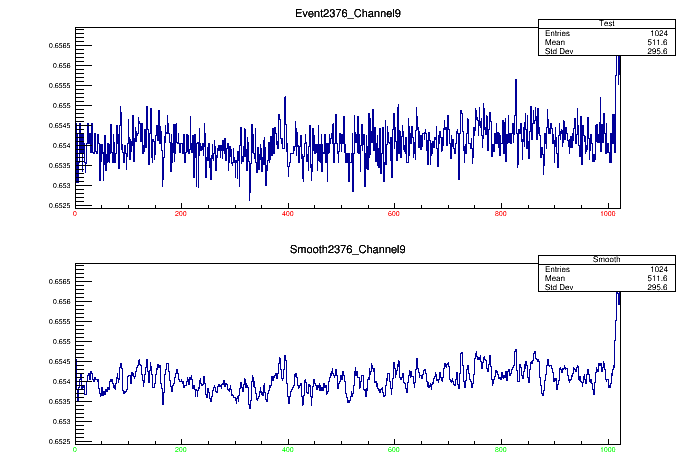 Event2376_Channel9
Test
Entries 1024
Mean 511.6
Std Dev 295.6
0.6565
0.656
0.6555
0.655
0.6545
0.654
0.6535
0.653
0.6525
0 200 400 600 800 1000
Smooth2376_Channel9
Smooth
Entries 1024
Mean 511.6
Std Dev 295.6
0.6565
0.656
0.6555
0.655
0.6545
0.654
0.6535
0.653
0.6525
0 200 400 600 800 1000